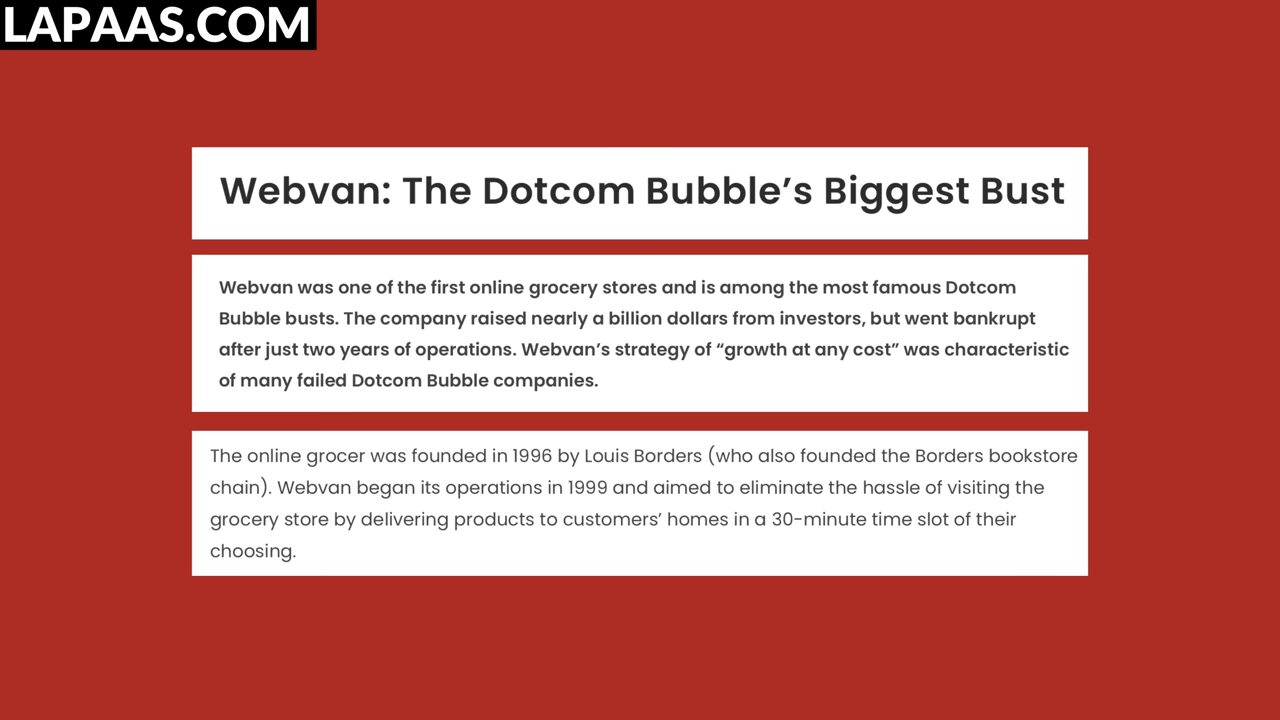 LAPAAS.COM
Webvan: The Dotcom Bubble’s Biggest Bust
Webvan was one of the first online grocery stores and is among the most famous Dotcom
Bubble busts. The company raised nearly a billion dollars from investors, but went bankrupt
after just two years of operations. Webvan’s strategy of “growth at any cost” was characteristic
of many failed Dotcom Bubble companies.
The online grocer was founded in 1996 by Louis Borders (who also founded the Borders bookstore
chain). Webvan began its operations in 1999 and aimed to eliminate the hassle of visiting the
grocery store by delivering products to customers’ homes in a 30-minute time slot of their
choosing.